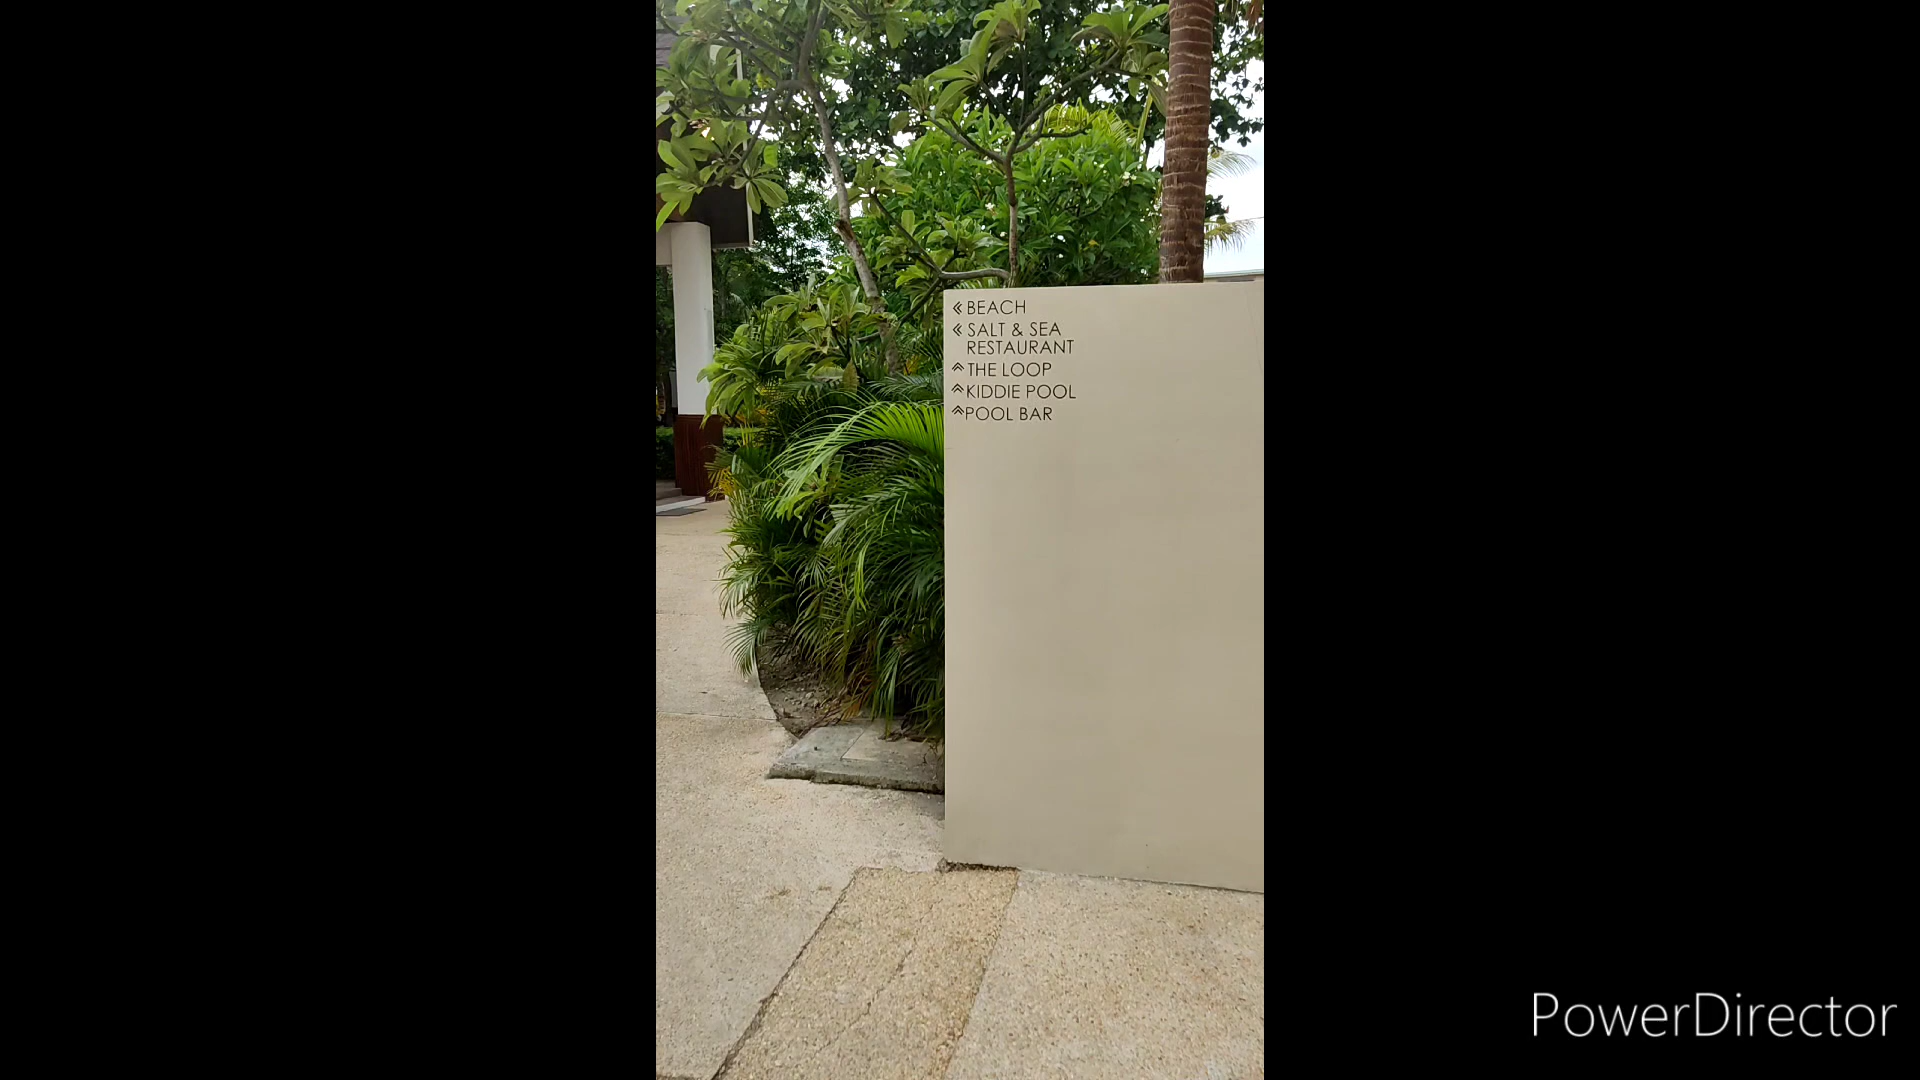 « BEACH
« SALT & SEA
RESTAURANT
︽ THE LOOP
︽ KIDDIE POOL
︽ POOL BAR
PowerDirector